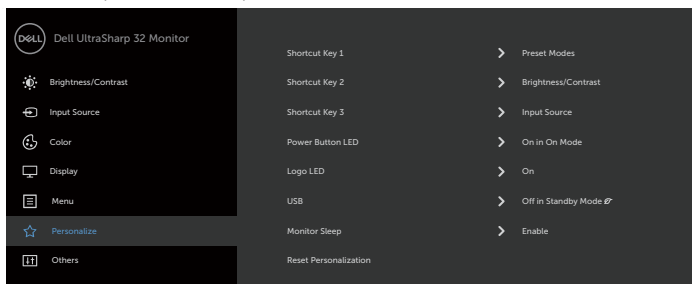 DELL
Dell UltraSharp 32 Monitor
Brightness/Contrast
Input Source
Color
Display
Menu
Personalize
Others
Shortcut Key 1 Preset Modes
Shortcut Key 2 Brightness/Contrast
Shortcut Key 3 Input Source
Power Button LED On in On Mode
Logo LED On
USB Off in Standby Mode
Monitor Sleep Enable
Reset Personalization